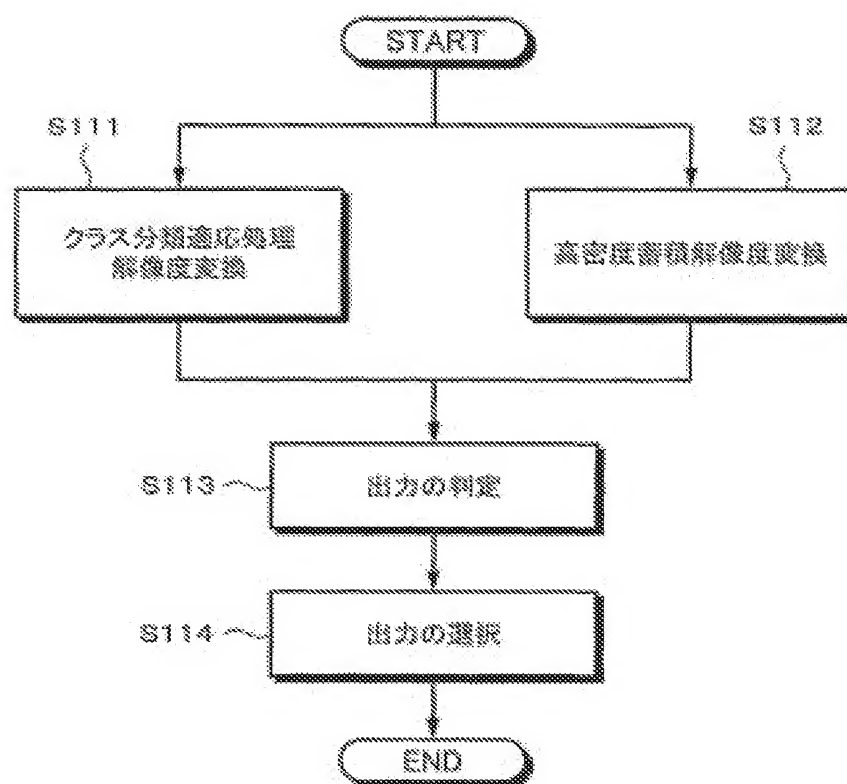 START
S111
S112
クラス分類適応処理
解像度変換
高密度蓄積解像度変換
S113
出力の判定
S114
出力の選択
END